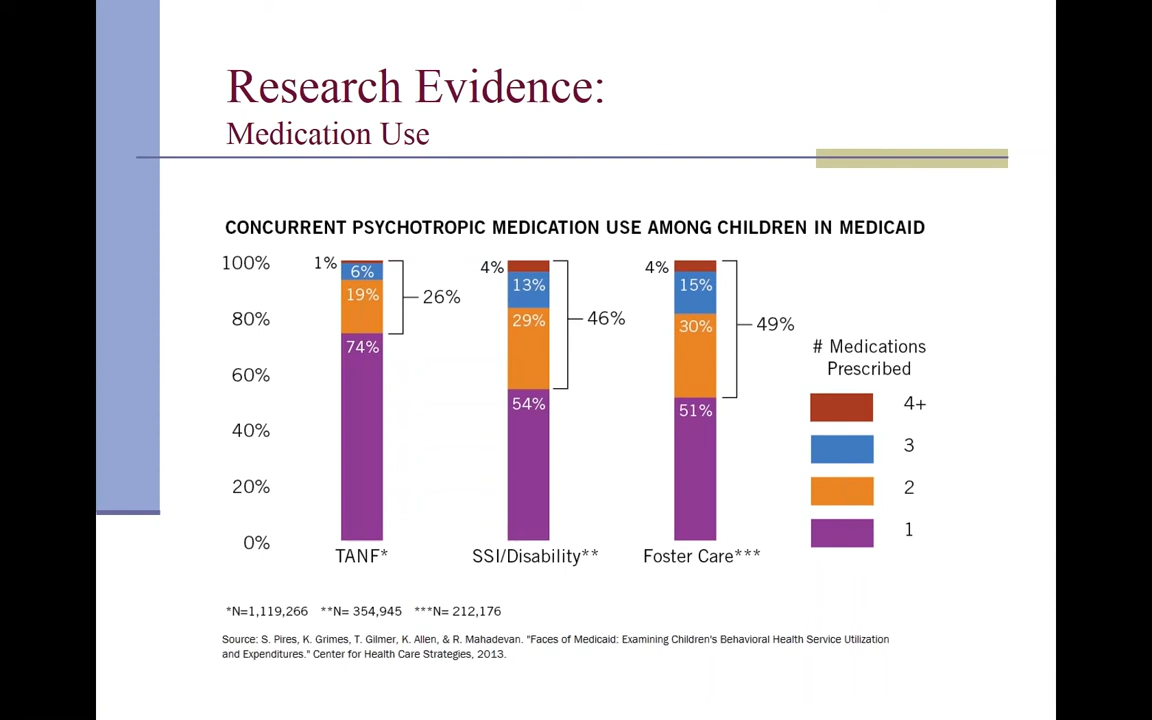 Research Evidence:
Medication Use
CONCURRENT PSYCHOTROPIC MEDICATION USE AMONG CHILDREN IN MEDICAID
100%
80%
60%
40%
20%
0%
1%
6%
19%
74%
26%
TANF*
4%
13%
29%
54%
46%
SSI/Disability**
4%
15%
30%
51%
49%
Foster Care***
# Medications
Prescribed
4+
3
2
1
*N=1,119,266 **N= 354,945 ***N= 212,176
Source: S. Pires, K. Grimes, T. Gilmer, K. Allen, & R. Mahadevan. "Faces of Medicaid: Examining Children's Behavioral Health Service Utilization
and Expenditures." Center for Health Care Strategies, 2013.